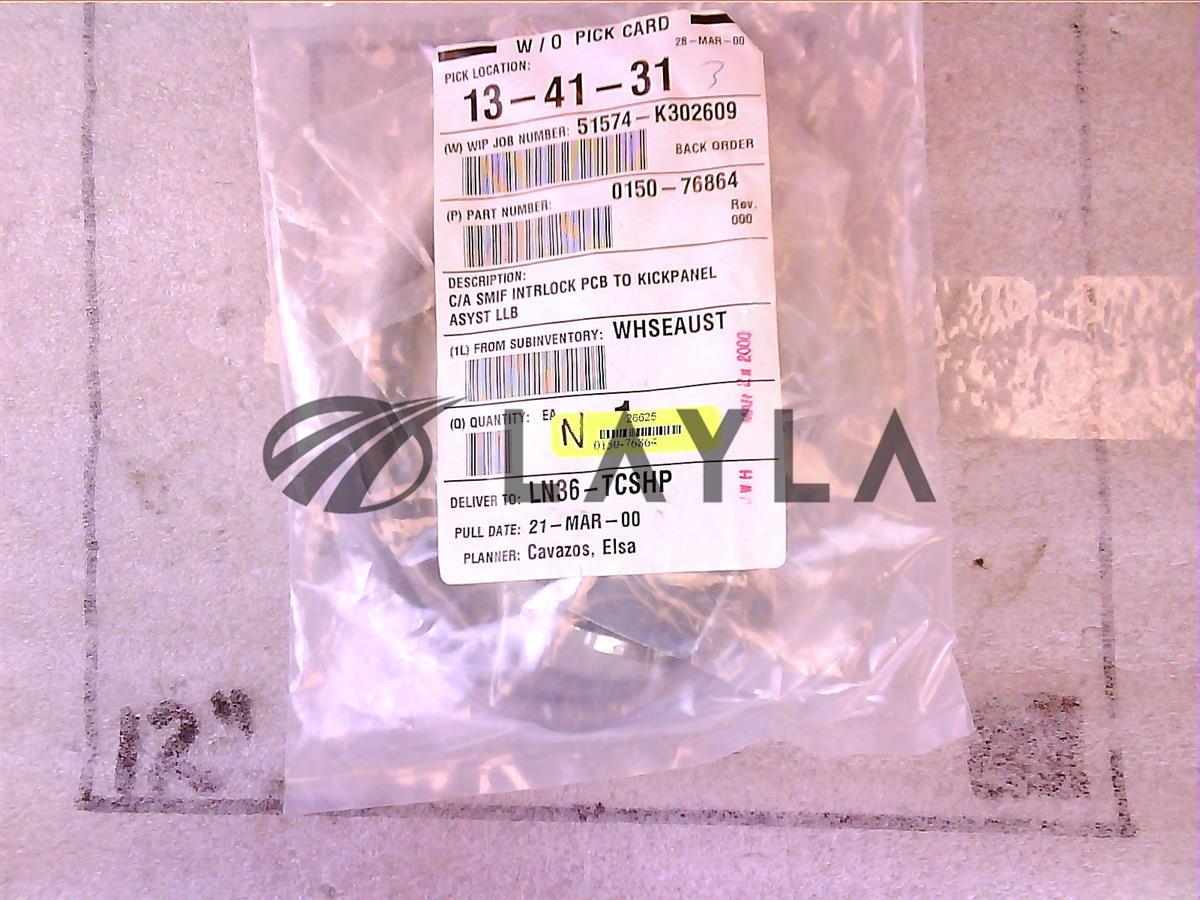 W/O PICK CARD
28-MAR-00
PICK LOCATION:
13-41-31 3
(W) WIP JOB NUMBER: 51574-K302609
BACK ORDER
0150-76864
(P) PART NUMBER:
Rev.
000
DESCRIPTION:
C/A SMIF INTRLOCK PCB TO KICKPANEL
ASYST LLB
(1L) FROM SUBINVENTORY: WHSEAUST
(Q) QUANTITY: EA 1
26625
N
0150-76864
LAYLA
DELIVER TO: LN36-TCSHP
JWH
PULL DATE: 21-MAR-00
PLANNER: Cavazos, Elsa
12"